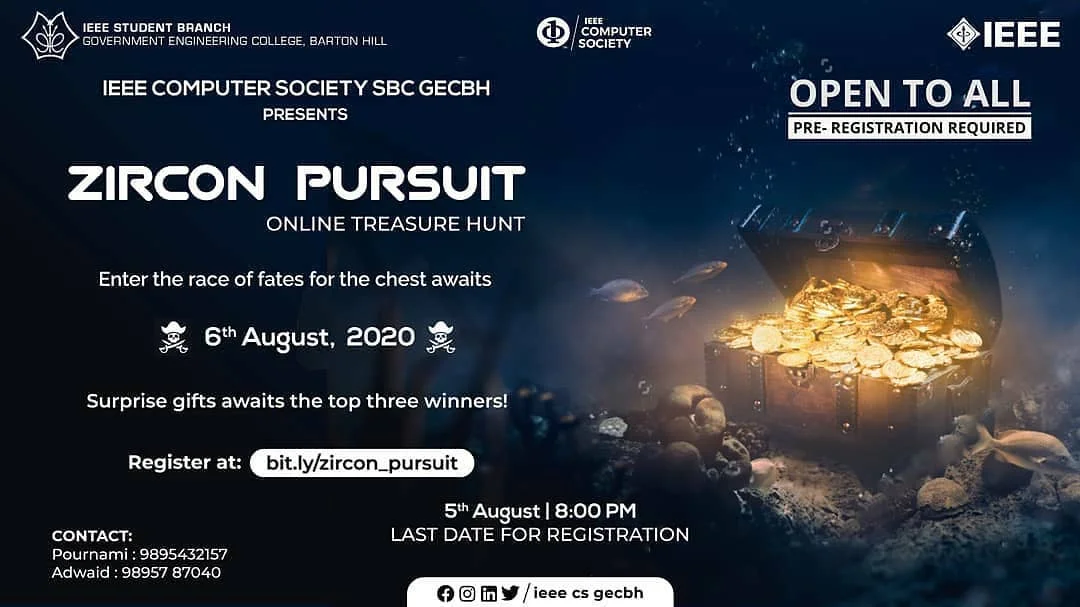 IEEE STUDENT BRANCH
GOVERNMENT ENGINEERING COLLEGE, BARTON HILL
IEEE
COMPUTER
SOCIETY
IEEE
IEEE COMPUTER SOCIETY SBC GECBH
PRESENTS
OPEN TO ALL
PRE- REGISTRATION REQUIRED
ZIRCON PURSUIT
ONLINE TREASURE HUNT
Enter the race of fates for the chest awaits
6th August, 2020
Surprise gifts awaits the top three winners!
Register at: bit.ly/zircon_pursuit
5th August | 8:00 PM
LAST DATE FOR REGISTRATION
CONTACT:
Pournami : 9895432157
Adwaid : 98957 87040
/ieee cs gecbh